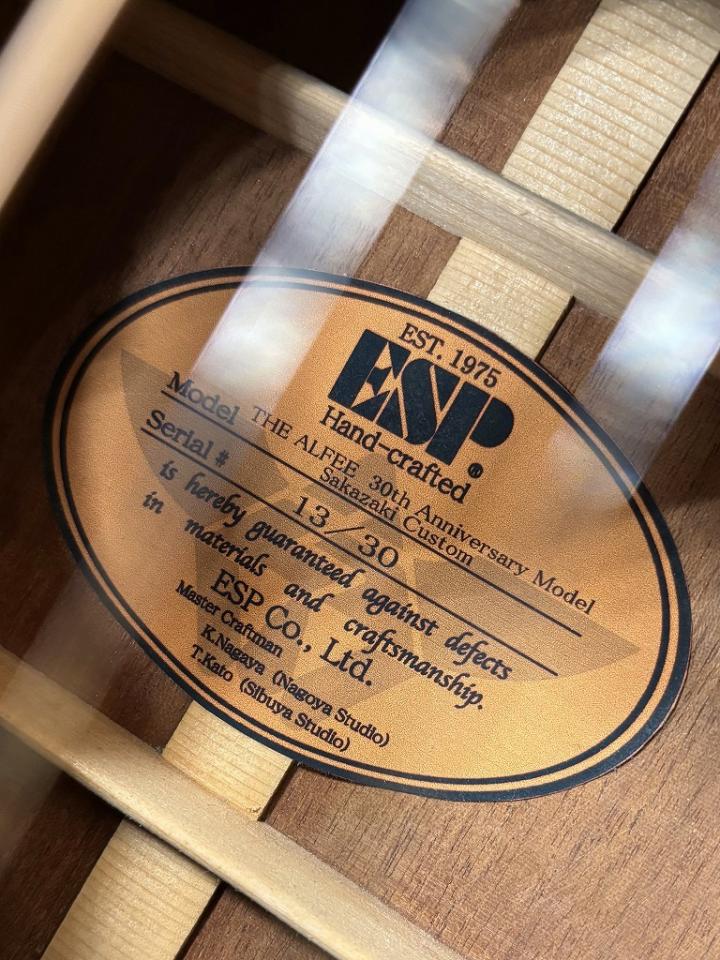 EST. 1975
ESP®
Hand-crafted
Model THE ALFEE 30th Anniversary Model
Sakazaki Custom
Serial # 13/30
is hereby guaranteed against defects
in materials and craftsmanship.
ESP Co., Ltd.
Master Craftman
K.Nagaya (Nagoya Studio)
T.Kato (Sibuya Studio)